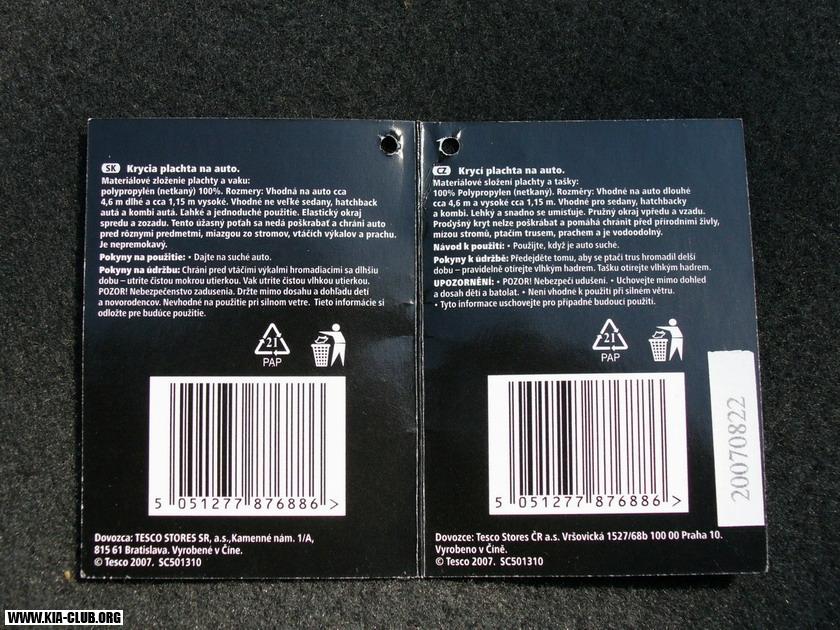 SK Krycia plachta na auto.
Materiálové zloženie plachty a vaku:
polypropylén (netkaný) 100%. Rozmery: Vhodná na auto cca
4,6 m dlhé a cca 1,15 m vysoké. Vhodné ne veľké sedany, hatchback
autá a kombi autá. Ľahké a jednoduché použitie. Elastický okraj
spredu a zozadu. Tento úžasný poťah sa nedá poškrabať a chráni auto
pred rôznymi predmetmi, miazgou zo stromov, vtáčích výkalov a prachu.
Je nepremokavý.
Pokyny na použitie: • Dajte na suché auto.
Pokyny na údržbu: Chráni pred vtáčími výkalmi hromadiacimi sa dlhšiu
dobu – utrite čistou mokrou utierkou. Vak utrite čistou vlhkou utierkou.
POZOR! Nebezpečenstvo zadusenia. Držte mimo dosahu a dohľadu detí
a novorodencov. Nevhodné na použitie pri silnom vetre. Tieto informácie si
odložte pre budúce použitie.
21
PAP
5 051277 876886 >
Dovozca: TESCO STORES SR, a.s.,Kamenné nám. 1/A,
815 61 Bratislava. Vyrobené v Číne.
© Tesco 2007. SC501310
CZ Krycí plachta na auto.
Materiálové složení plachty a tašky:
100% Polypropylen (netkaný). Rozměry: Vhodné na auto dlouhé
cca 4,6 m a vysoké cca 1,15 m. Vhodné pro sedany, hatchbacky
a kombi. Lehky a snadno se umisťuje. Pružný okraj vpředu a vzadu.
Prodyšný kryt nelze poškrábat a pomáhá chránit před přírodními živly,
mízou stromů, ptačím trusem, prachem a je vodoodolný.
Návod k použití: • Použijte, když je auto suche.
Pokyny k údržbě: Předejděte tomu, aby se ptačí trus hromadil delší
dobu – pravidelně otírejte vlhkým hadrem. Tašku otírejte vlhkým hadrem.
UPOZORNĚNÍ: • POZOR! Nebezpečí udušení. • Uchovejte mimo dohled
a dosah dětí a batolat. • Není vhodné k použití při silném větru.
• Tyto informace uschovejte pro případné budoucí použití.
21
PAP
5 051277 876886 >
20070822
Dovozce: Tesco Stores ČR a.s. Vršovická 1527/68b 100 00 Praha 10.
Vyrobeno v Číně.
© Tesco 2007. SC501310
WWW.KIA-CLUB.ORG